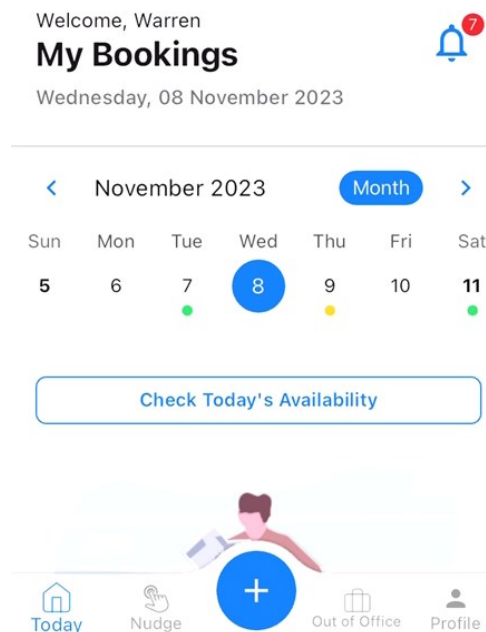 Welcome, Warren
7
My Bookings
Wednesday, 08 November 2023
November 2023 Month
Sun Mon Tue Wed Thu Fri Sat
5 6 7 8 9 10 11
Check Today's Availability
+
Today Nudge Out of Office Profile